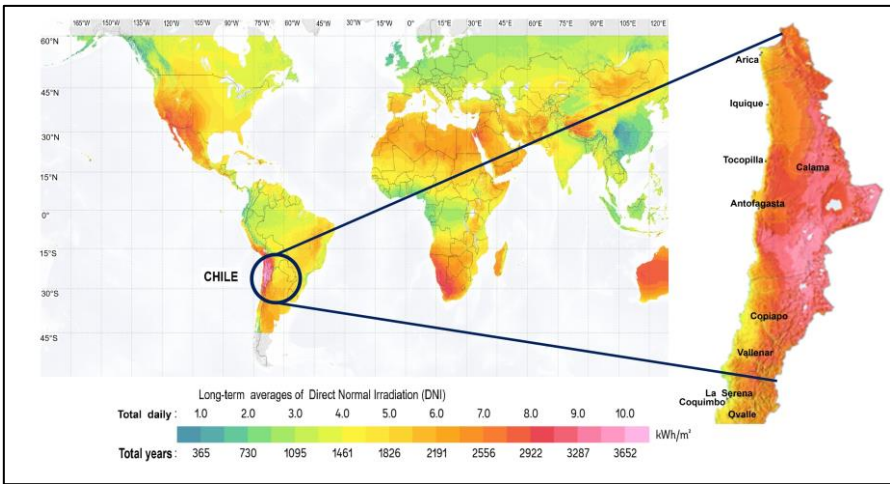 165°W 150°W 135°W 120°W 105°W 90°W 75°W 60°W 45°W 30°W 15°W 0° 15°E 30°E 45°E 60°E 75°E 90°E 105°E 120°E
60°N
45°N
30°N
15°N
0°
15°S
30°S
45°S
CHILE
Arica
Iquique
Tocopilla
Calama
Antofagasta
Copiapo
Vallenar
La Serena
Coquimbo
Ovalle
Long-term averages of Direct Normal Irradiation (DNI)
Total daily : 1.0 2.0 3.0 4.0 5.0 6.0 7.0 8.0 9.0 10.0
kWh/m²
Total years : 365 730 1095 1461 1826 2191 2556 2922 3287 3652